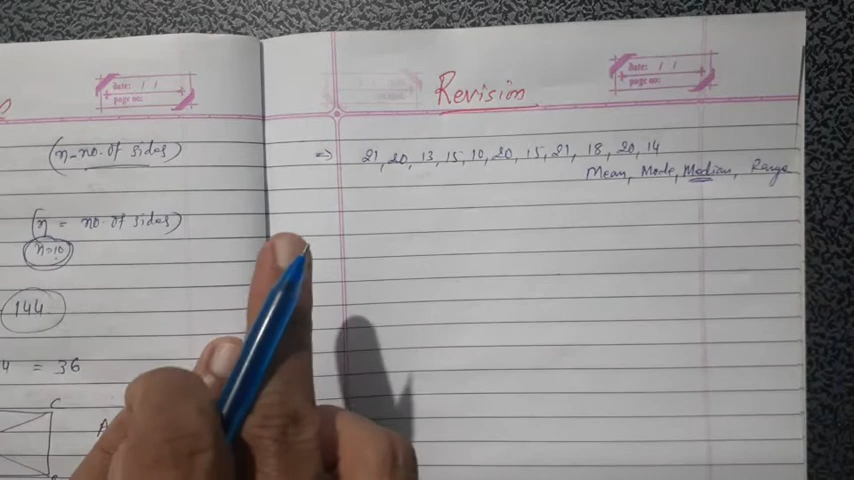 date: / /
page no:
(n - no. of sides)
(n = no. of sides)
n=10
144
4 = 36
C
A
date: / /
page no:
Revision
⇒ 21, 20, 13, 15, 10, 20, 15, 21, 18, 20, 14
Mean, Mode, Median, Range